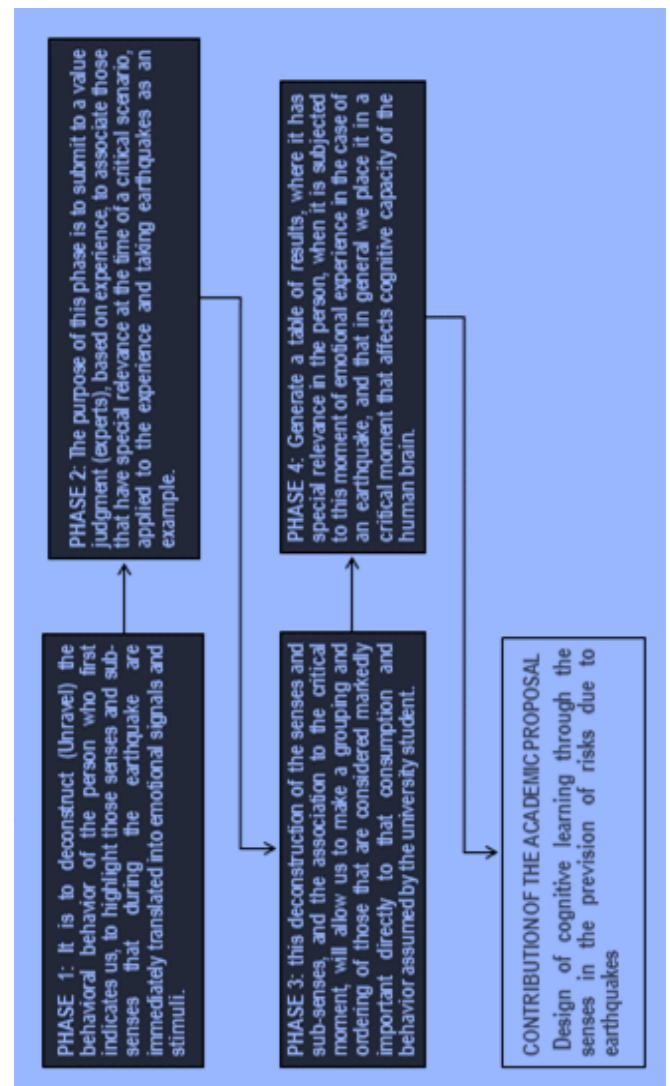 PHASE 1: It is to deconstruct (Unravel) the
behavioral behavior of the person who first
indicates us, to highlight those senses and sub-
senses that during the earthquake are
immediately translated into emotional signals and
stimuli.
PHASE 2: The purpose of this phase is to submit to a value
judgment (experts), based on experience, to associate those
that have special relevance at the time of a critical scenario,
applied to the experience and taking earthquakes as an
example.
PHASE 3: this deconstruction of the senses and
sub-senses, and the association to the critical
moment, will allow us to make a grouping and
ordering of those that are considered markedly
important directly to that consumption and
behavior assumed by the university student.
PHASE 4: Generate a table of results, where it has
special relevance in the person, when it is subjected
to this moment of emotional experience in the case of
an earthquake, and that in general we place it in a
critical moment that affects cognitive capacity of the
human brain.
CONTRIBUTION OF THE ACADEMIC PROPOSAL
Design of cognitive learning through the
senses in the prevision of risks due to
earthquakes